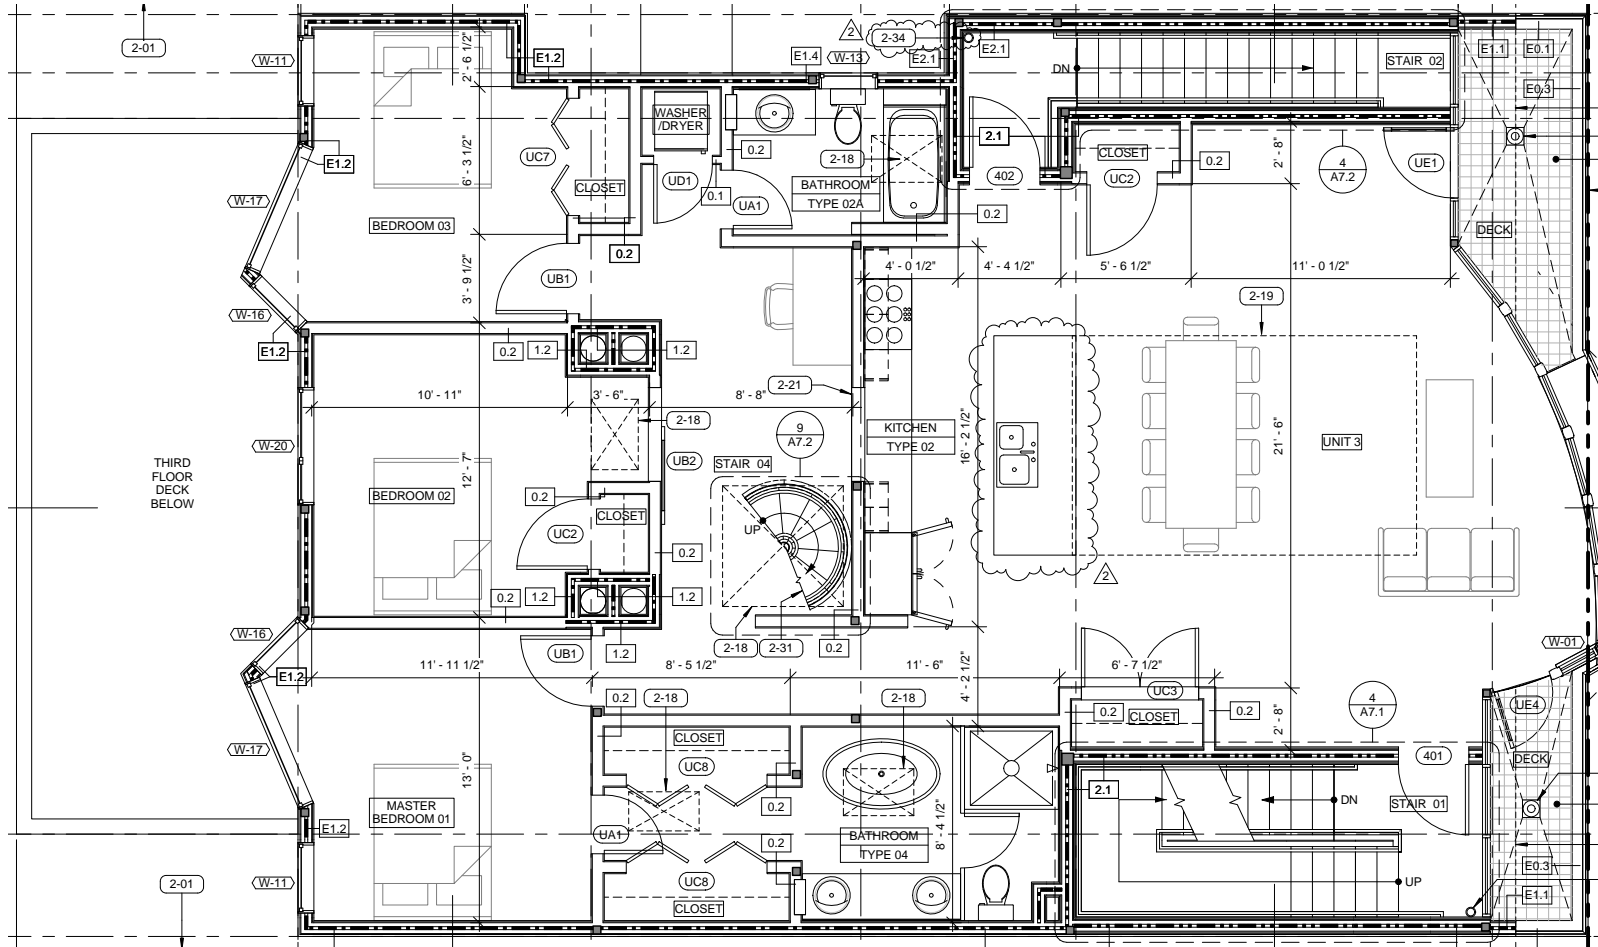 2-01
W-11
2' - 6 1/2"
E1.2
E1.4
W-13
2
2-34
E2.1
E2.1
DN
STAIR 02
E1.1
E0.1
E0.3
E1.2
W-17
6' - 3 1/2"
UC7
CLOSET
WASHER
/DRYER
UD1
0.1
0.2
UA1
2-18
BATHROOM
TYPE 02A
2.1
402
CLOSET
UC2
0.2
2' - 8"
4
A7.2
UE1
DECK
BEDROOM 03
0.2
0.2
3' - 9 1/2"
UB1
4' - 0 1/2"
4' - 4 1/2"
5' - 6 1/2"
11' - 0 1/2"
2-19
W-16
E1.2
0.2
1.2
1.2
10' - 11"
3' - 6"
8' - 8"
2-21
2-18
9
A7.2
KITCHEN
TYPE 02
16' - 2 1/2"
21' - 6"
UNIT 3
W-20
THIRD
FLOOR
DECK
BELOW
12' - 7"
BEDROOM 02
UB2
STAIR 04
0.2
CLOSET
UC2
UP
0.2
2
0.2
1.2
1.2
W-16
UB1
1.2
2-18
2-31
0.2
W-01
E1.2
11' - 11 1/2"
8' - 5 1/2"
11' - 6"
4' - 2 1/2"
6' - 7 1/2"
UC3
0.2
2-18
2-18
0.2
CLOSET
0.2
2' - 8"
4
A7.1
UE4
W-17
CLOSET
UC8
13' - 0"
401
DECK
0.2
2.1
DN
STAIR 01
MASTER
BEDROOM 01
E1.2
UA1
0.2
BATHROOM
TYPE 04
8' - 4 1/2"
E0.3
2-01
W-11
UC8
CLOSET
UP
E1.1